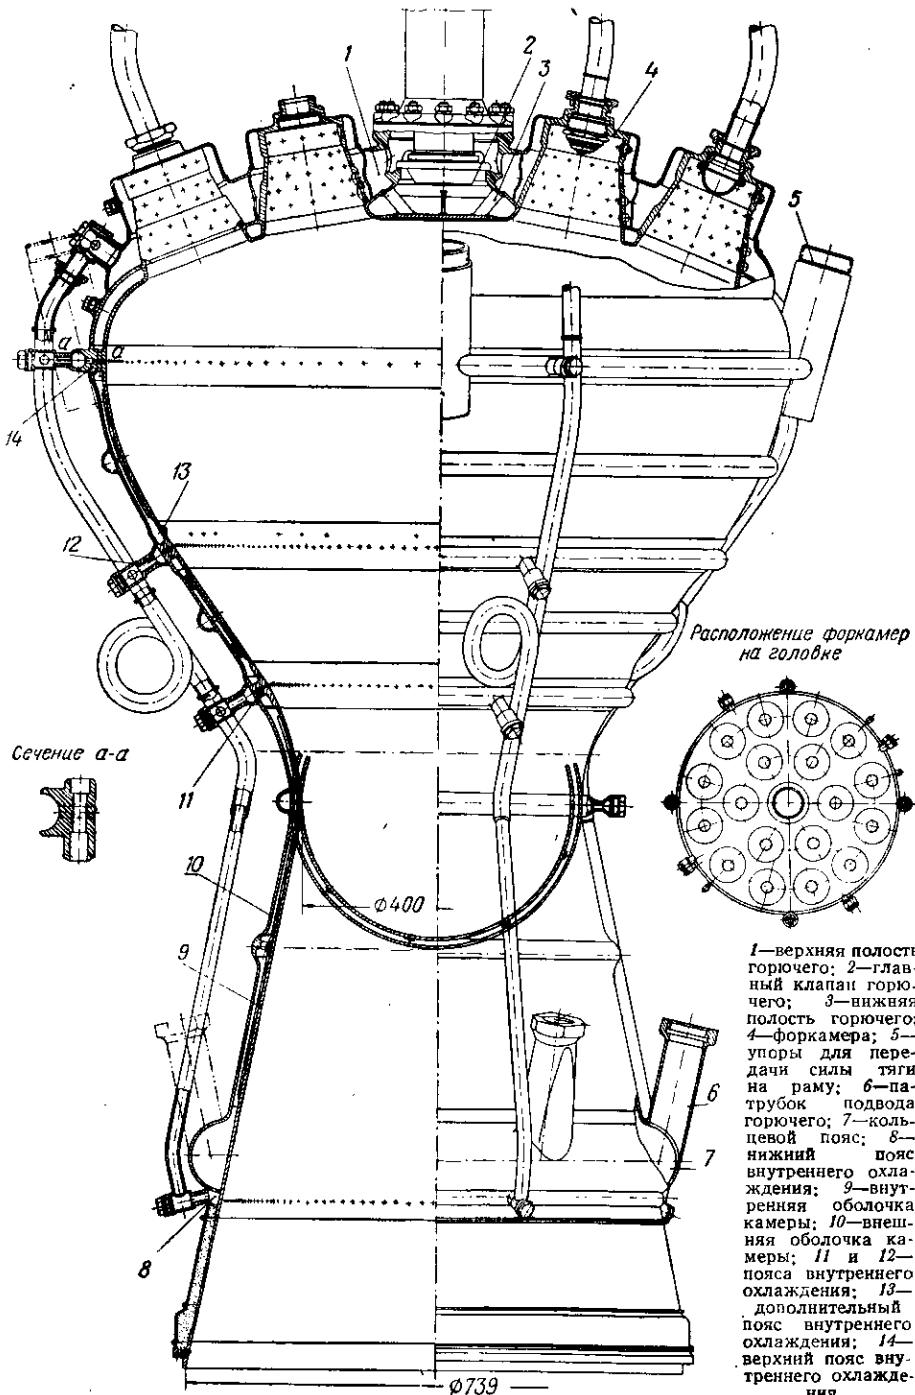 1
2
3
4
5
а
а
14
13
12
Расположение форкамер
на головке
Сечение а-а
11
10
⌀400
9
1—верхняя полость
горючего; 2—глав-
ный клапан горю-
чего; 3—нижняя
полость горючего;
4—форкамера; 5—
упоры для пере-
дачи силы тяги
на раму; 6—па-
трубок подвода
горючего; 7—коль-
цевой пояс; 8—
нижний пояс
внутреннего охла-
ждения; 9—внут-
ренняя оболочка
камеры; 10—внеш-
няя оболочка ка-
меры; 11 и 12—
пояса внутреннего
охлаждения; 13—
дополнительный
пояс внутреннего
охлаждения; 14—
верхний пояс вну-
треннего охлажде-
ния
6
7
8
⌀739